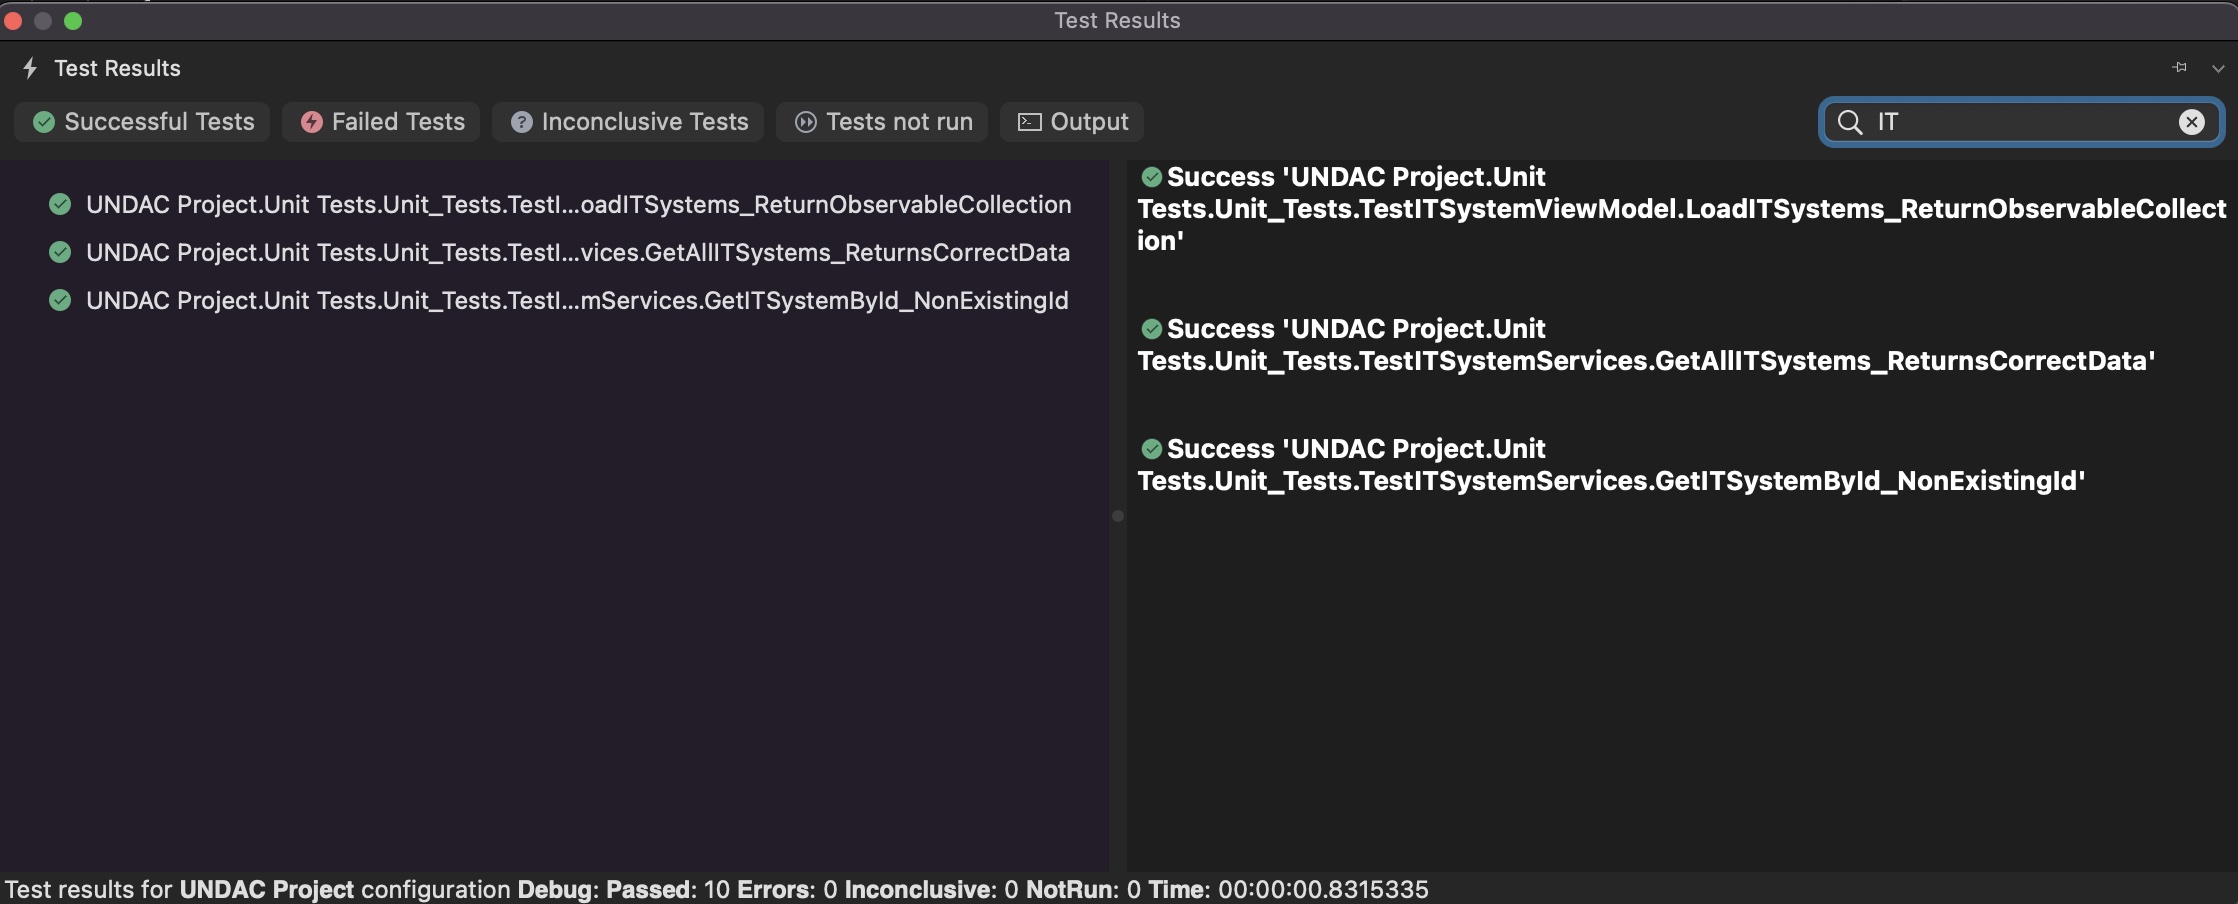 Test Results
Test Results
Successful Tests
Failed Tests
Inconclusive Tests
Tests not run
Output
IT
UNDAC Project.Unit Tests.Unit_Tests.TestI...oadITSystems_ReturnObservableCollection
UNDAC Project.Unit Tests.Unit_Tests.TestI...vices.GetAllITSystems_ReturnsCorrectData
UNDAC Project.Unit Tests.Unit_Tests.TestI...mServices.GetITSystemById_NonExistingId
Success 'UNDAC Project.Unit
Tests.Unit_Tests.TestITSystemViewModel.LoadITSystems_ReturnObservableCollect
ion'
Success 'UNDAC Project.Unit
Tests.Unit_Tests.TestITSystemServices.GetAllITSystems_ReturnsCorrectData'
Success 'UNDAC Project.Unit
Tests.Unit_Tests.TestITSystemServices.GetITSystemById_NonExistingId'
Test results for UNDAC Project configuration Debug: Passed: 10 Errors: 0 Inconclusive: 0 NotRun: 0 Time: 00:00:00.8315335